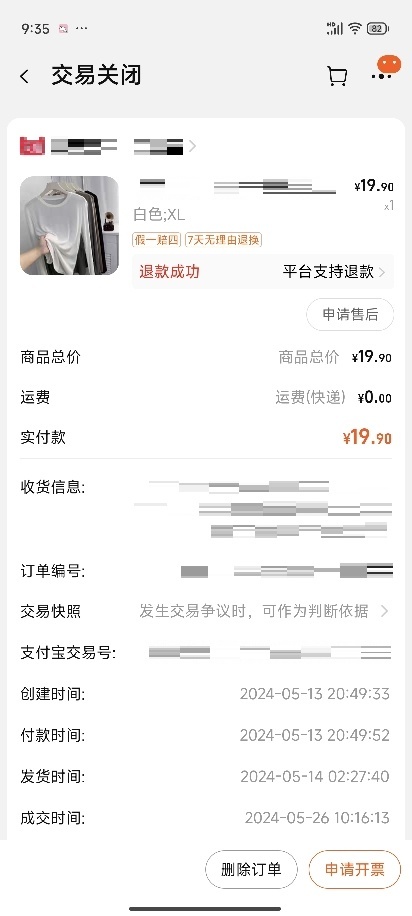 9:35 ... HD 82
交易关闭
¥19.90
白色;XL x1
假一赔四 7天无理由退换
退款成功 平台支持退款
申请售后
商品总价 商品总价 ¥19.90
运费 运费(快递) ¥0.00
实付款 ¥19.90
收货信息:
订单编号:
交易快照 发生交易争议时，可作为判断依据
支付宝交易号:
创建时间: 2024-05-13 20:49:33
付款时间: 2024-05-13 20:49:52
发货时间: 2024-05-14 02:27:40
成交时间: 2024-05-26 10:16:13
删除订单 申请开票